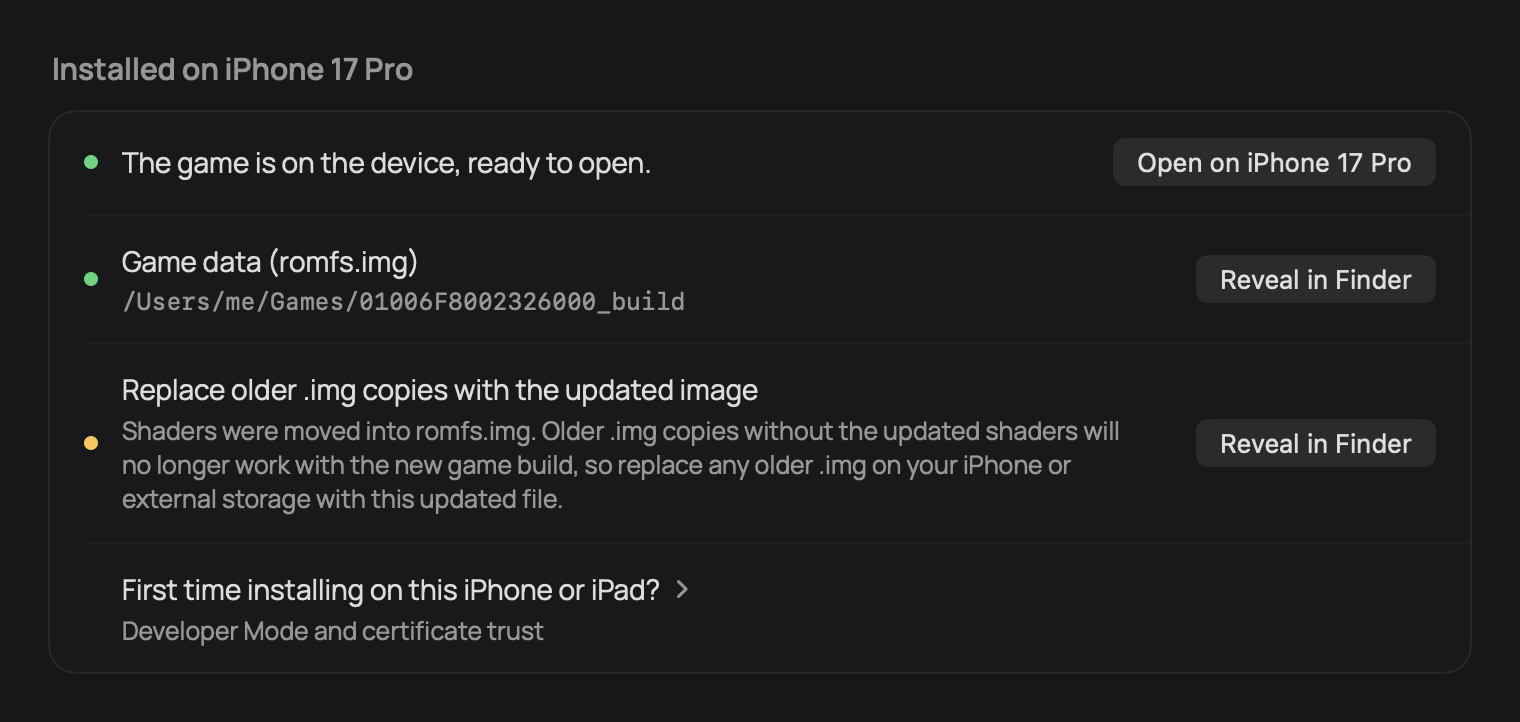 Installed on iPhone 17 Pro
The game is on the device, ready to open.
Open on iPhone 17 Pro
Game data (romfs.img)
/Users/me/Games/01006F8002326000_build
Reveal in Finder
Replace older .img copies with the updated image
Shaders were moved into romfs.img. Older .img copies without the updated shaders will
no longer work with the new game build, so replace any older .img on your iPhone or
external storage with this updated file.
Reveal in Finder
First time installing on this iPhone or iPad? >
Developer Mode and certificate trust